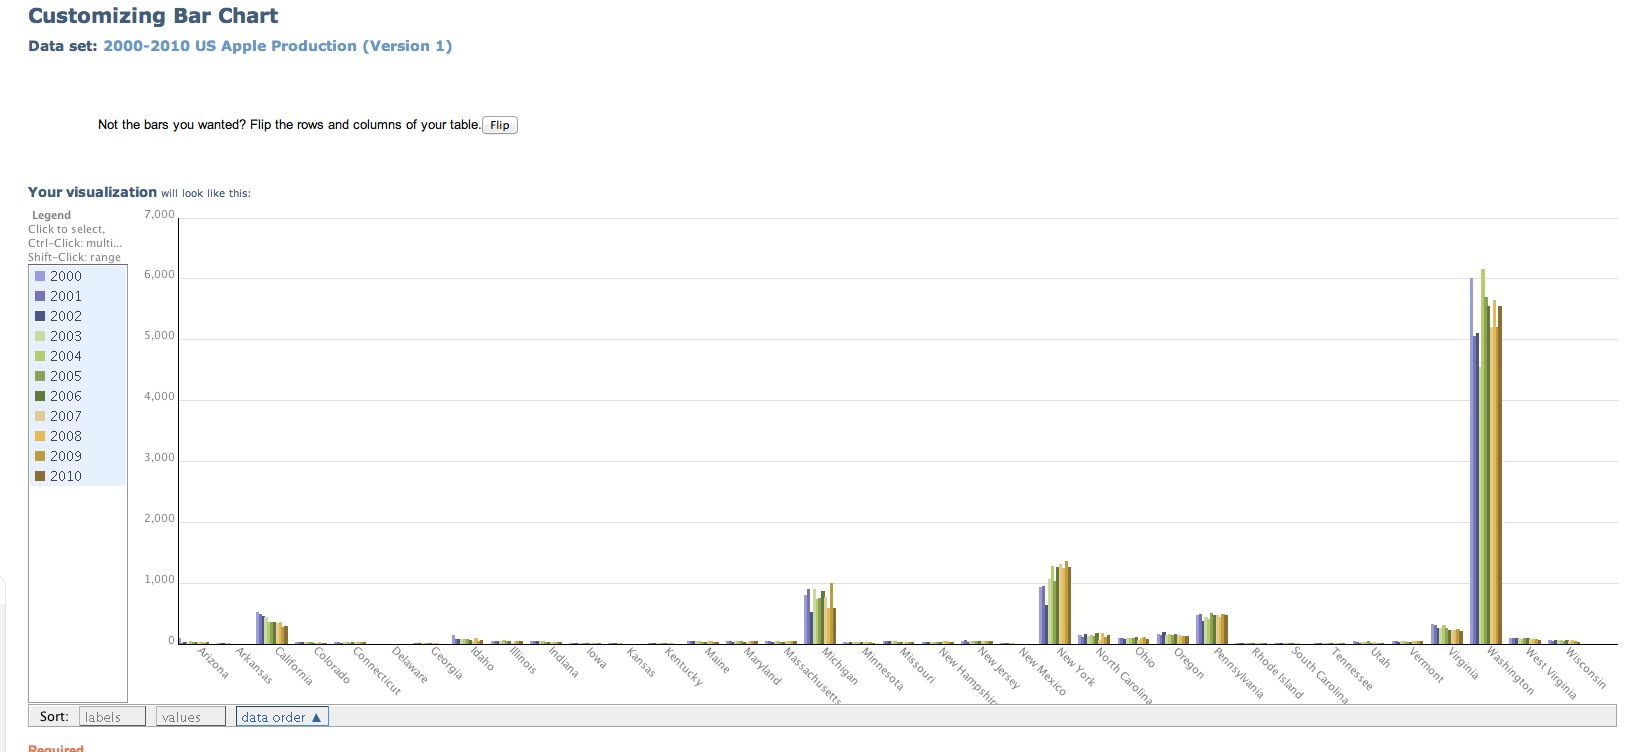 Customizing Bar Chart
Data set: 2000-2010 US Apple Production (Version 1)
Not the bars you wanted? Flip the rows and columns of your table. Flip
Your visualization will look like this:
Legend
Click to select,
Ctrl-Click: multi...
Shift-Click: range
2000
2001
2002
2003
2004
2005
2006
2007
2008
2009
2010
7,000
6,000
5,000
4,000
3,000
2,000
1,000
0
Arizona
Arkansas
California
Colorado
Connecticut
Delaware
Georgia
Idaho
Illinois
Indiana
Iowa
Kansas
Kentucky
Maine
Maryland
Massachusetts
Michigan
Minnesota
Missouri
New Hampshir
New Jersey
New Mexico
New York
North Carolina
Ohio
Oregon
Pennsylvania
Rhode Island
South Carolina
Tennessee
Utah
Vermont
Virginia
Washington
West Virginia
Wisconsin
Sort: labels values data order ▲
Required